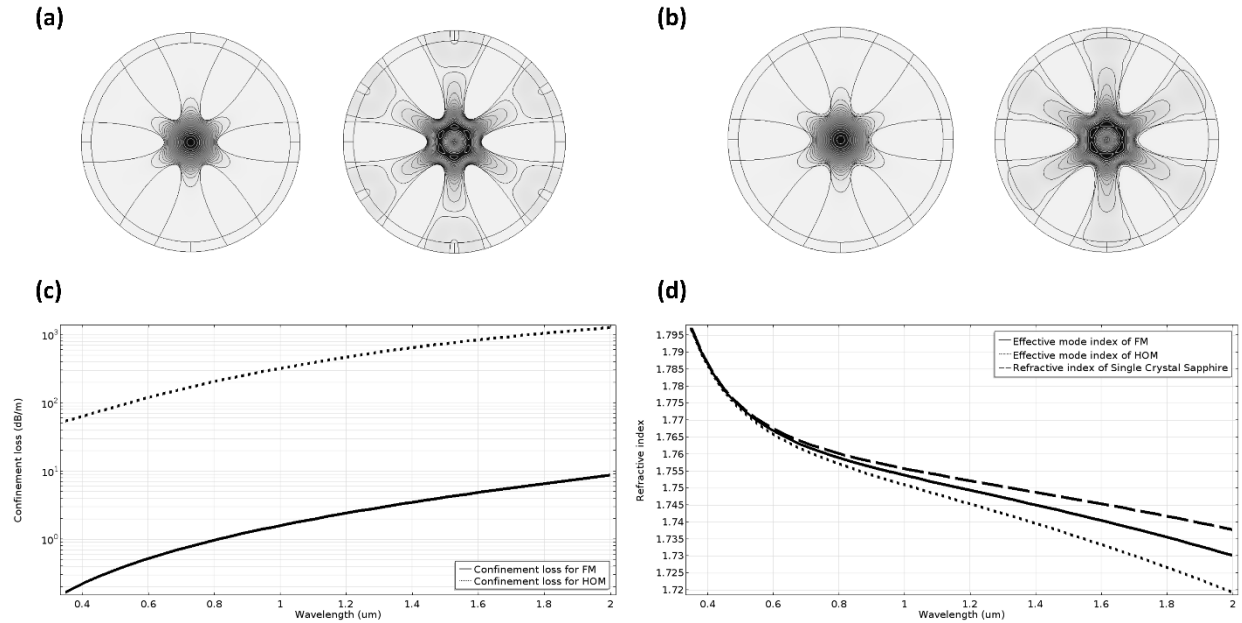 (a)
(b)
(c)
10³
10²
10¹
10⁰
Confinement loss (dB/m)
Confinement loss for FM
Confinement loss for HOM
0.4 0.6 0.8 1 1.2 1.4 1.6 1.8 2
Wavelength (um)
(d)
1.795
1.79
1.785
1.78
1.775
1.77
1.765
1.76
1.755
1.75
1.745
1.74
1.735
1.73
1.725
1.72
Refractive index
Effective mode index of FM
Effective mode index of HOM
Refractive index of Single Crystal Sapphire
0.4 0.6 0.8 1 1.2 1.4 1.6 1.8 2
Wavelength (um)